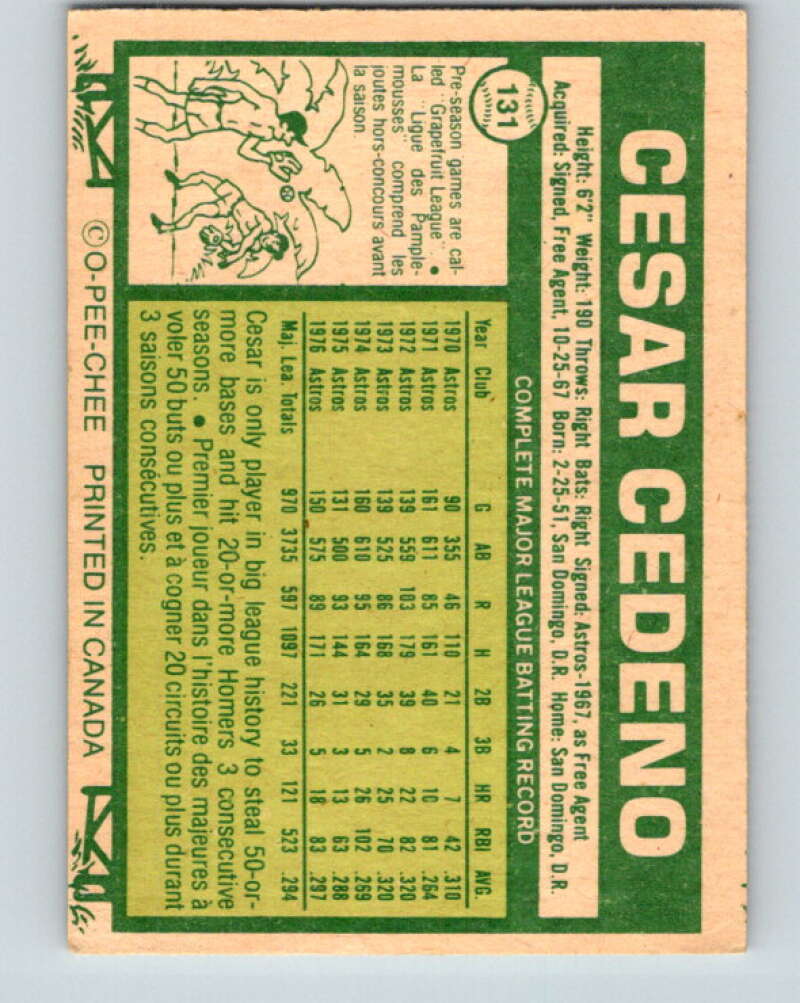 131
CESAR CEDENO
Height: 6'2" Weight: 190 Throws: Right Bats: Right Signed: Astros-1967, as Free Agent
Acquired: Signed, Free Agent, 10-25-67 Born: 2-25-51, San Domingo, D.R. Home: San Domingo, D.R.
COMPLETE MAJOR LEAGUE BATTING RECORD
Pre-season games are cal-
led "Grapefruit League". •
La "Ligue des Pample-
mousses" comprend les
joutes hors-concours avant
la saison.
Year Club G AB R H 2B 3B HR RBI AVG.
1970 Astros 90 355 46 110 21 4 7 42 .310
1971 Astros 161 611 85 161 40 6 10 81 .264
1972 Astros 139 559 103 179 39 8 22 82 .320
1973 Astros 139 525 86 168 35 2 25 70 .320
1974 Astros 160 610 95 164 29 5 26 102 .269
1975 Astros 131 500 93 144 31 3 13 63 .288
1976 Astros 150 575 89 171 26 5 18 83 .297
Maj. Lea. Totals 970 3735 597 1097 221 33 121 523 .294
Cesar is only player in big league history to steal 50-or-
more bases and hit 20-or-more Homers 3 consecutive
seasons. • Premier joueur dans l'histoire des majeures à
voler 50 buts ou plus et à cogner 20 circuits ou plus durant
3 saisons consécutives.
© O-PEE-CHEE PRINTED IN CANADA